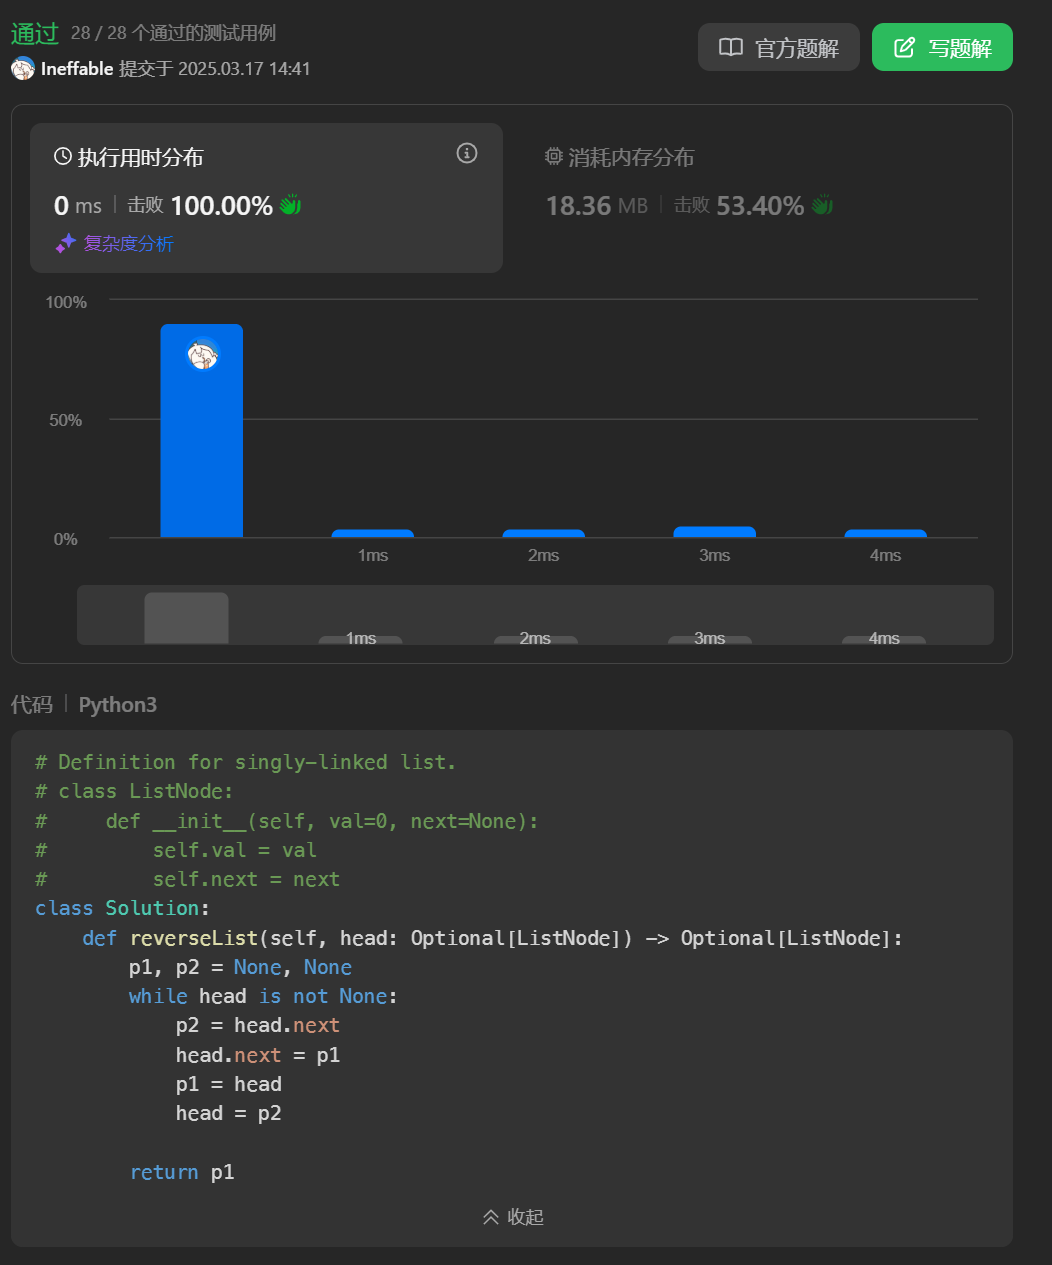 通过 28 / 28 个通过的测试用例
Ineffable 提交于 2025.03.17 14:41
官方题解
写题解
执行用时分布
0 ms 击败 100.00%
复杂度分析
消耗内存分布
18.36 MB 击败 53.40%
100%
50%
0%
1ms 2ms 3ms 4ms
1ms 2ms 3ms 4ms
代码 Python3
# Definition for singly-linked list.
# class ListNode:
#     def __init__(self, val=0, next=None):
#         self.val = val
#         self.next = next
class Solution:
    def reverseList(self, head: Optional[ListNode]) -> Optional[ListNode]:
        p1, p2 = None, None
        while head is not None:
            p2 = head.next
            head.next = p1
            p1 = head
            head = p2
        return p1
收起